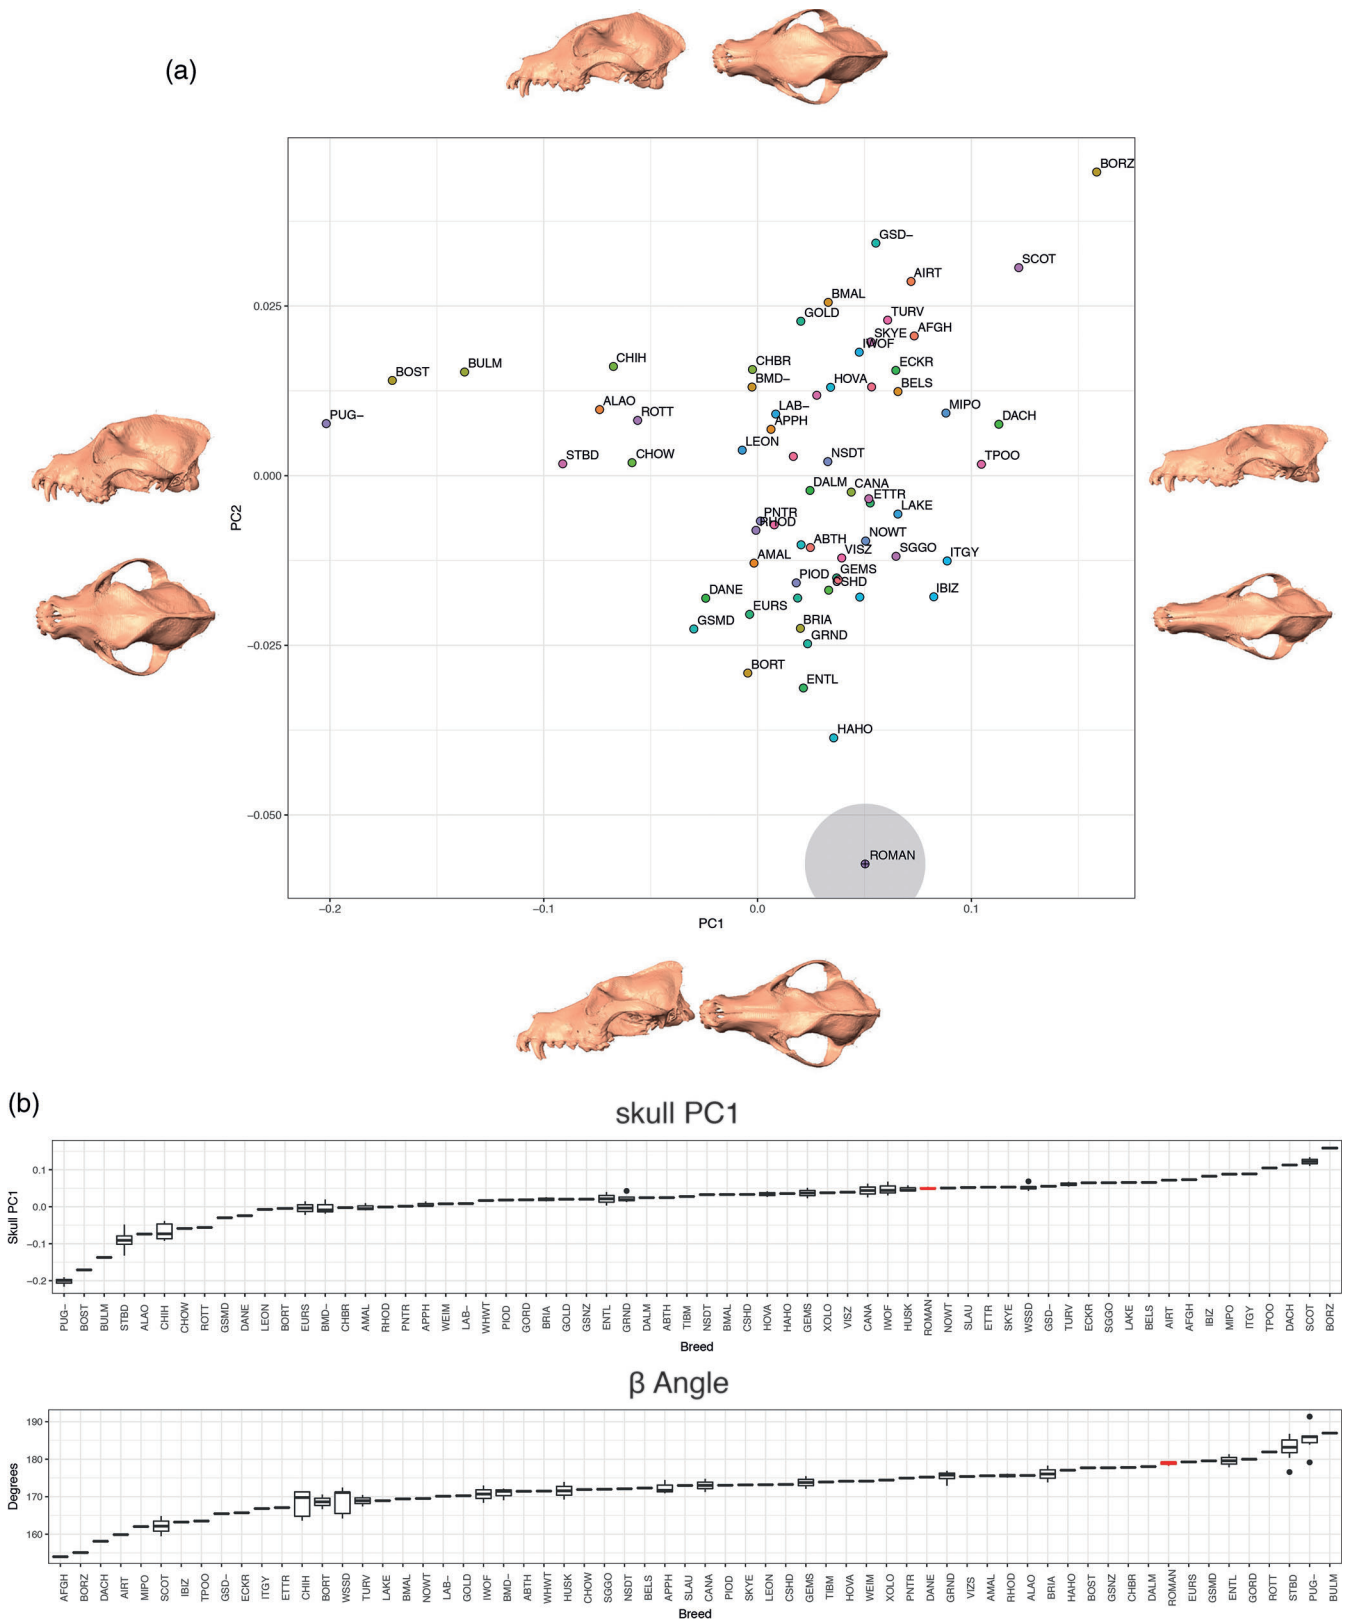 (a)
BORZ
GSD–
SCOT
AIRT
BMAL
0.025
GOLD
TURV
SKYE
AFGH
IWOF
CHIH
CHBR
ECKR
BULM
BOST
BMD–
HOVA
BELS
ALAO
LAB–
MIPO
PUG–
ROTT
APPH
DACH
LEON
STBD
CHOW
NSDT
TPOO
0.000
DALM
CANA
ETTR
LAKE
PC2
PNTR
RHOD
NOWT
ABTH
VISZ
SGGO
ITGY
AMAL
GEMS
PIOD
SHD
DANE
IBIZ
EURS
GSMD
BRIA
GRND
−0.025
BORT
ENTL
HAHO
−0.050
ROMAN
−0.2 −0.1 0.0 0.1
PC1
(b)
skull PC1
Skull PC1
0.1
0.0
−0.1
−0.2
PUG– BOST BULM STBD ALAO CHIH CHOW ROTT GSMD DANE LEON BORT EURS BMD– CHBR AMAL RHOD PNTR APPH WEIM LAB– WHWT PIOD GORD BRIA GOLD GSNZ ENTL GRND DALM ABTH TIBM NSDT BMAL CSHD HOVA HAHO GEMS XOLO VISZ CANA IWOF HUSK ROMAN NOWT SLAU ETTR SKYE WSSD GSD– TURV ECKR SGGO LAKE BELS AIRT AFGH IBIZ MIPO ITGY TPOO DACH SCOT BORZ
Breed
β Angle
Degrees
190
180
170
160
AFGH BORZ DACH AIRT MIPO SCOT IBIZ TPOO GSD– ECKR ITGY ETTR CHIH BORT WSSD TURV LAKE BMAL NOWT LAB– GOLD IWOF BMD– ABTH WHWT HUSK CHOW SGGO NSDT BELS APPH SLAU CANA PIOD SKYE LEON CSHD GEMS TIBM HOVA WEIM XOLO PNTR DANE GRND VIZS AMAL RHOD ALAO BRIA HAHO BOST GSNZ CHBR DALM ROMAN EURS GSMD ENTL GORD ROTT STBD PUG– BULM
Breed